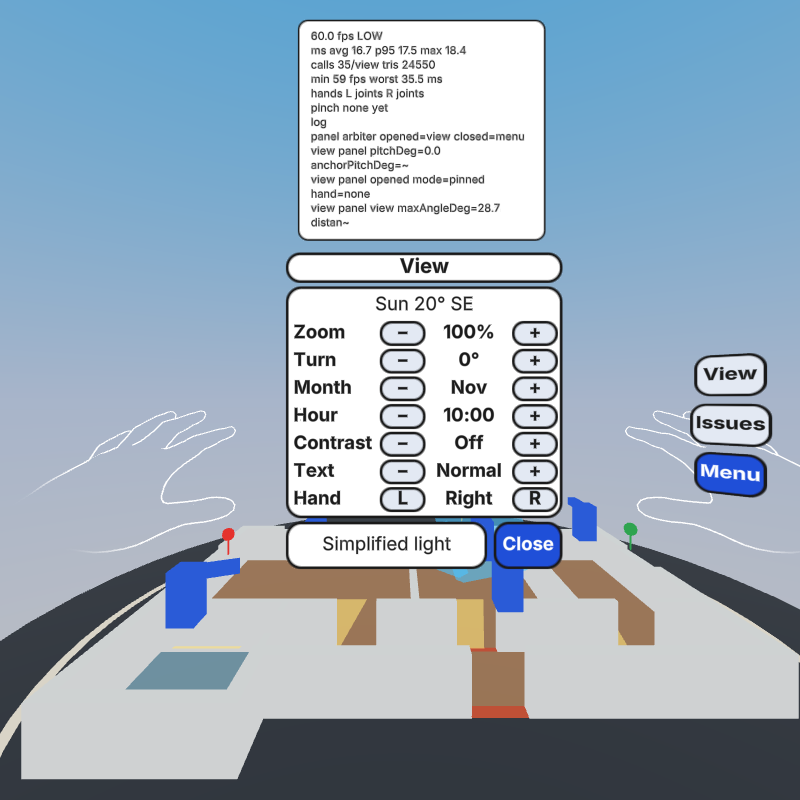 60.0 fps LOW
ms avg 16.7 p95 17.5 max 18.4
calls 35/view tris 24550
min 59 fps worst 35.5 ms
hands L joints R joints
pinch none yet
log
panel arbiter opened=view closed=menu
view panel pitchDeg=0.0
anchorPitchDeg=~
view panel opened mode=pinned
hand=none
view panel view maxAngleDeg=28.7
distan~
View
Sun 20° SE
Zoom − 100% +
Turn − 0° +
Month − Nov +
Hour − 10:00 +
Contrast − Off +
Text − Normal +
Hand L Right R
Simplified light Close
View
Issues
Menu